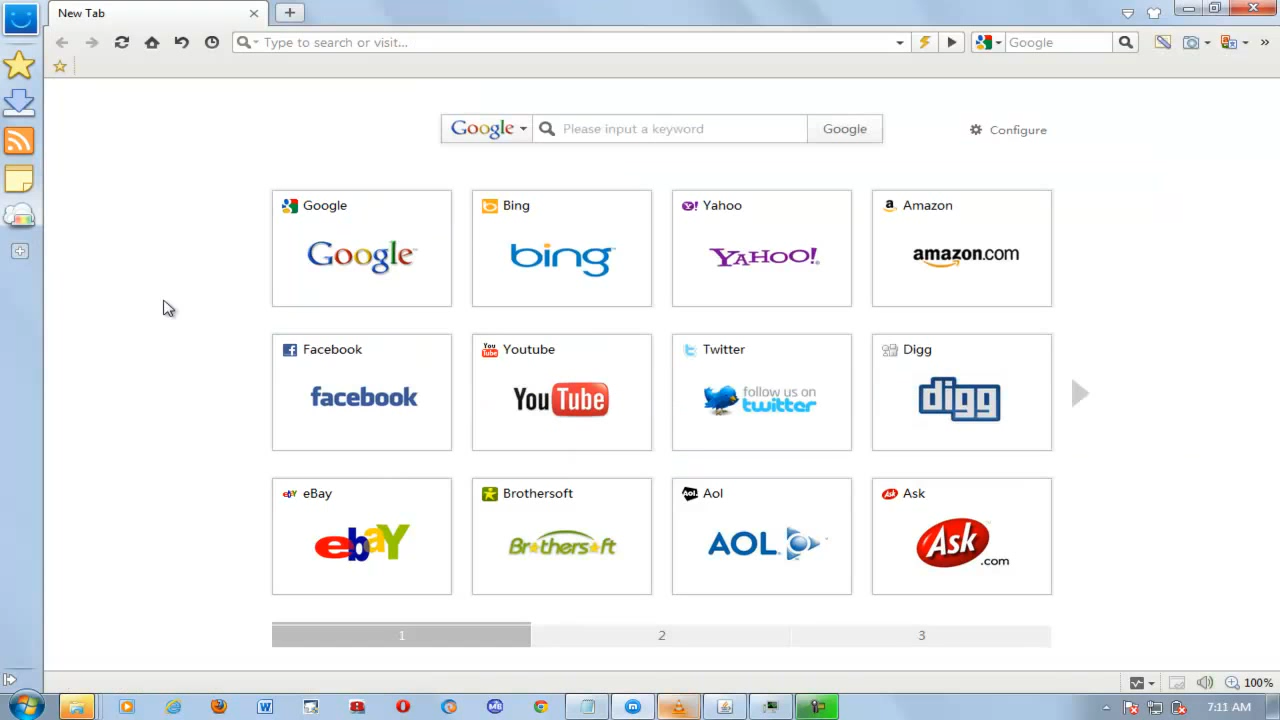 New Tab
Type to search or visit...
Google
Google
Please input a keyword
Google
Configure
Google
Bing
Yahoo
Amazon
Google
bing
YAHOO!
amazon.com
Facebook
Youtube
Twitter
Digg
facebook
YouTube
follow us on
twitter
digg
eBay
Brothersoft
Aol
Ask
ebaY
Brothersoft
AOL
Ask
.com
1
2
3
100%
7:11 AM